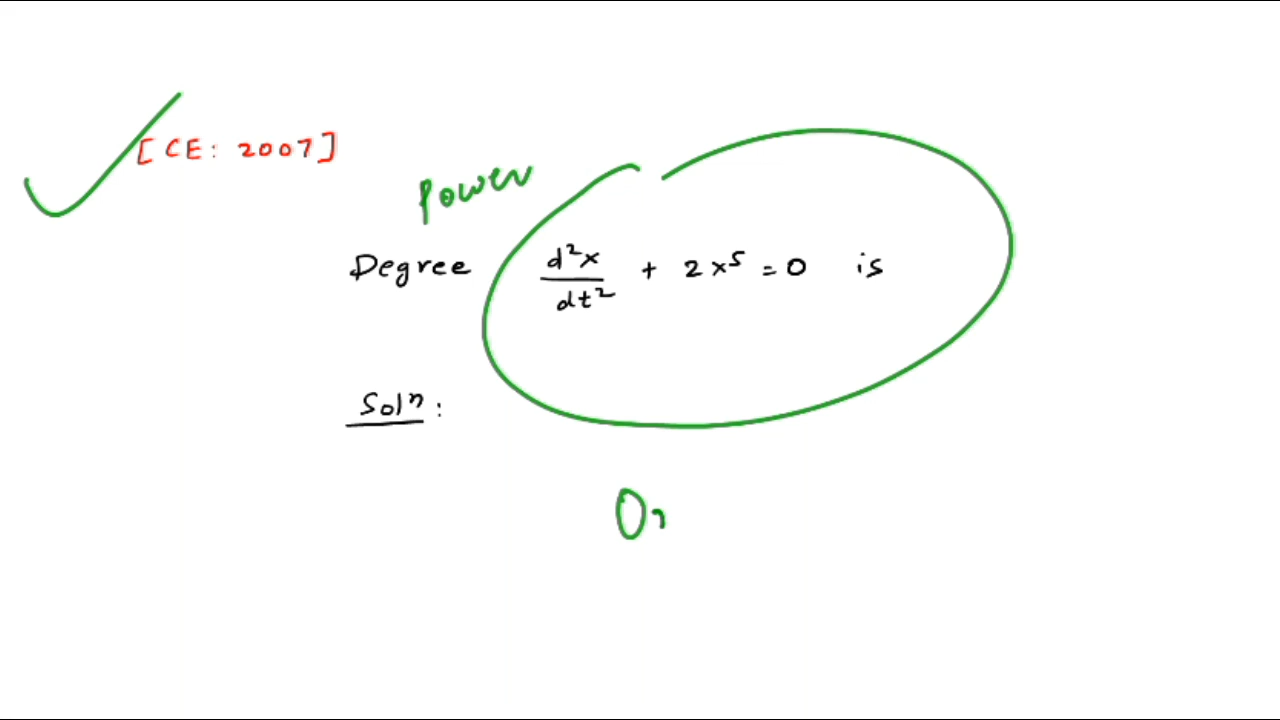 [CE: 2007]
Power
Degree d²x/dt² + 2x⁵ = 0 is
Solⁿ: